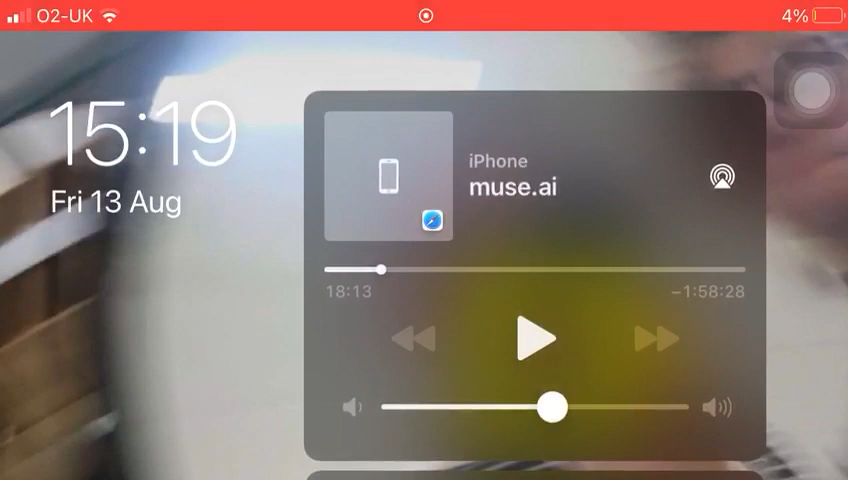 O2-UK
4%
15:19
Fri 13 Aug
iPhone
muse.ai
18:13
−1:58:28